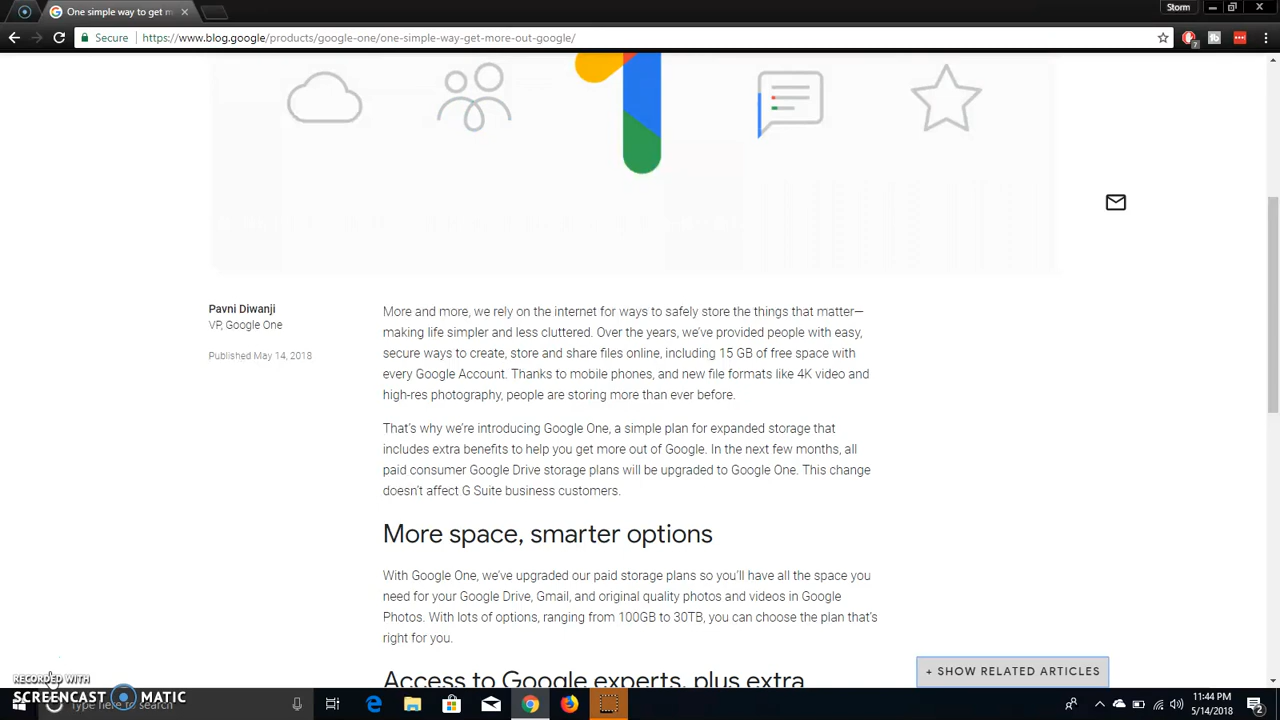 One simple way to get m
Storm
Secure
https://www.blog.google/products/google-one/one-simple-way-get-more-out-google/
7
Pavni Diwanji
VP, Google One
Published May 14, 2018
More and more, we rely on the internet for ways to safely store the things that matter—
making life simpler and less cluttered. Over the years, we've provided people with easy,
secure ways to create, store and share files online, including 15 GB of free space with
every Google Account. Thanks to mobile phones, and new file formats like 4K video and
high-res photography, people are storing more than ever before.
That's why we're introducing Google One, a simple plan for expanded storage that
includes extra benefits to help you get more out of Google. In the next few months, all
paid consumer Google Drive storage plans will be upgraded to Google One. This change
doesn't affect G Suite business customers.
More space, smarter options
With Google One, we've upgraded our paid storage plans so you'll have all the space you
need for your Google Drive, Gmail, and original quality photos and videos in Google
Photos. With lots of options, ranging from 100GB to 30TB, you can choose the plan that's
right for you.
+ SHOW RELATED ARTICLES
Access to Google experts, plus extra
RECORDED WITH
SCREENCAST MATIC
Type here to search
11:44 PM
5/14/2018
2